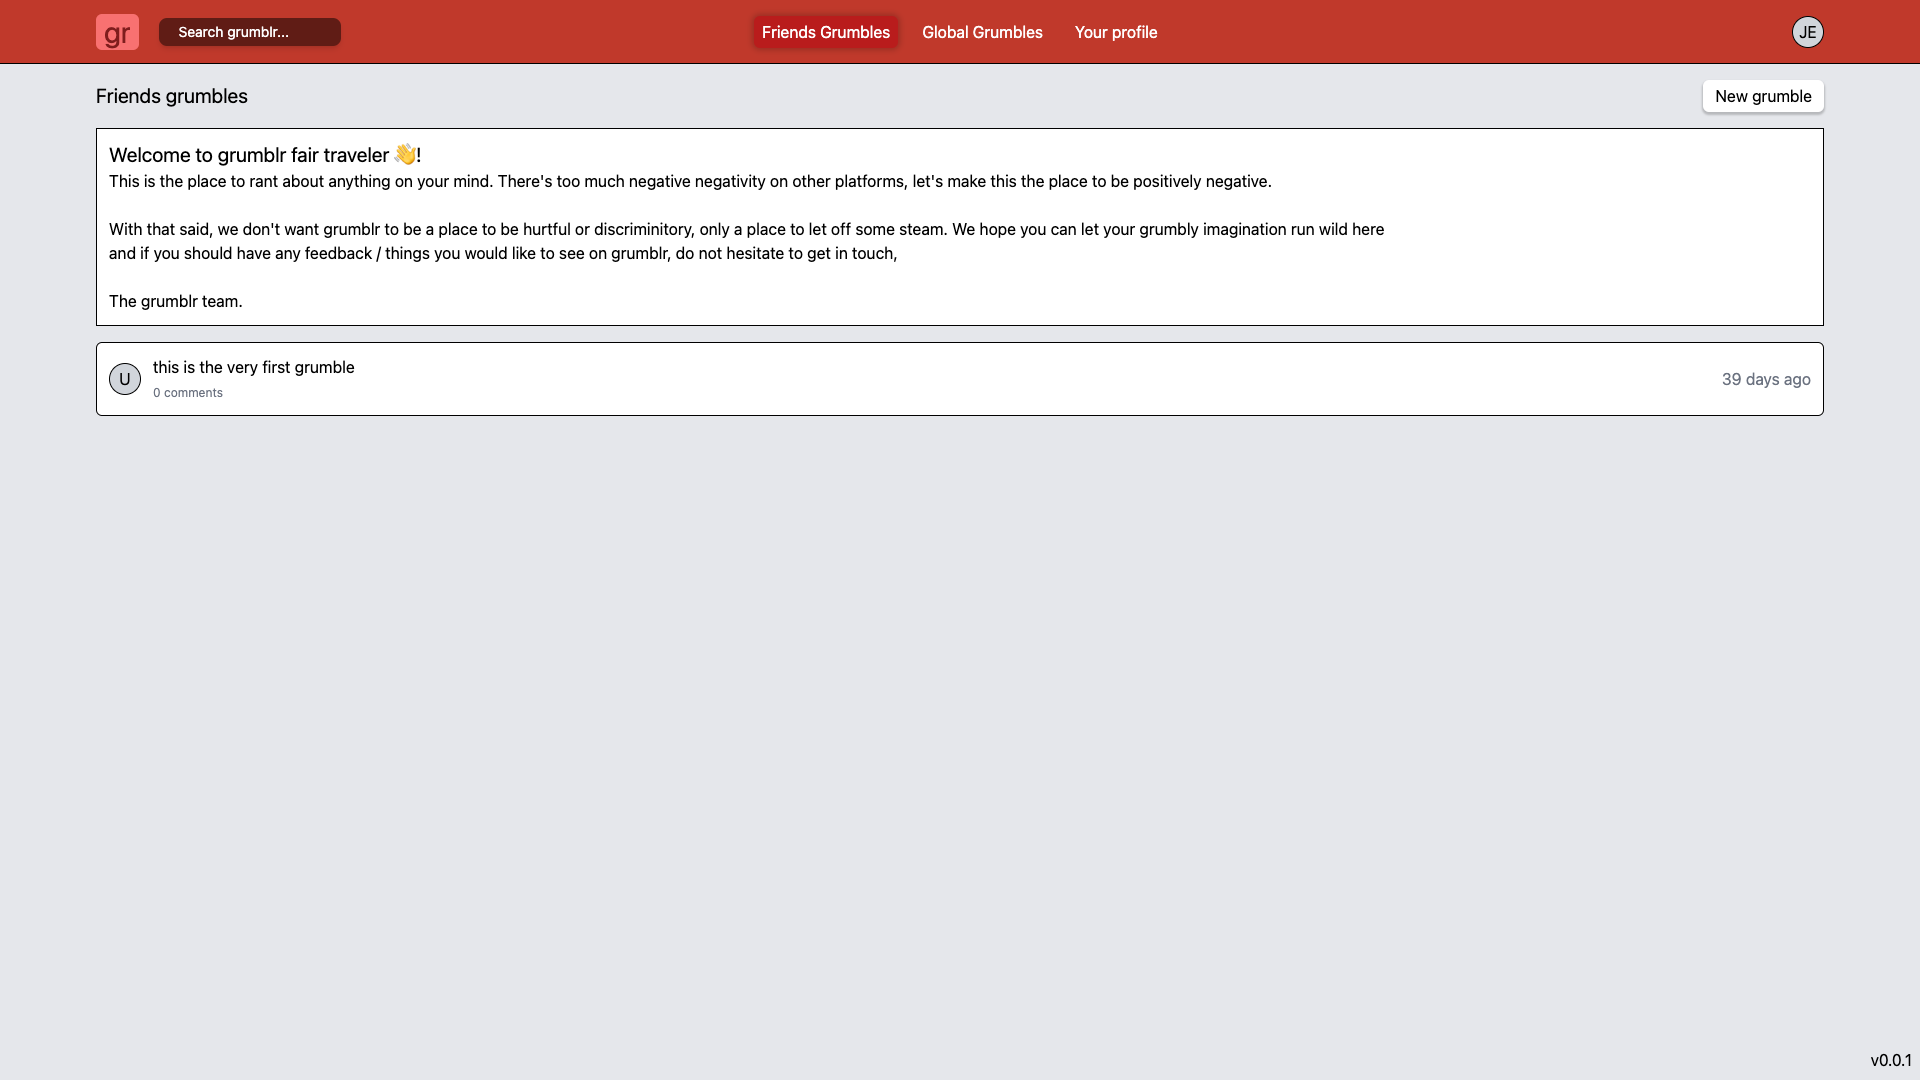 gr
Search grumblr...
Friends Grumbles
Global Grumbles
Your profile
JE
Friends grumbles
New grumble
Welcome to grumblr fair traveler 👋!
This is the place to rant about anything on your mind. There's too much negative negativity on other platforms, let's make this the place to be positively negative.
With that said, we don't want grumblr to be a place to be hurtful or discriminitory, only a place to let off some steam. We hope you can let your grumbly imagination run wild here
and if you should have any feedback / things you would like to see on grumblr, do not hesitate to get in touch,
The grumblr team.
U
this is the very first grumble
0 comments
39 days ago
v0.0.1